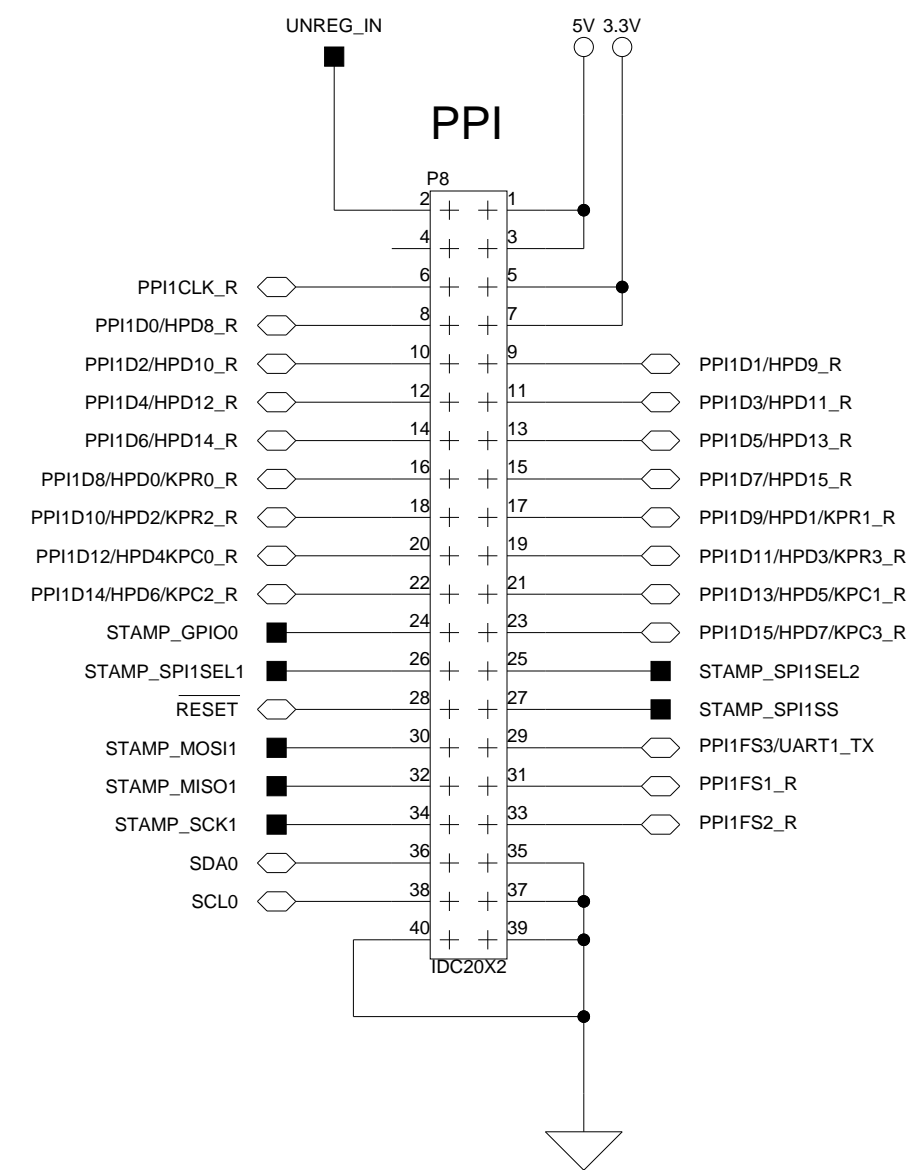 UNREG_IN 5V 3.3V
PPI
P8
2 1
4 3
PPI1CLK_R 6 5
PPI1D0/HPD8_R 8 7
PPI1D2/HPD10_R 10 9 PPI1D1/HPD9_R
PPI1D4/HPD12_R 12 11 PPI1D3/HPD11_R
PPI1D6/HPD14_R 14 13 PPI1D5/HPD13_R
PPI1D8/HPD0/KPR0_R 16 15 PPI1D7/HPD15_R
PPI1D10/HPD2/KPR2_R 18 17 PPI1D9/HPD1/KPR1_R
PPI1D12/HPD4KPC0_R 20 19 PPI1D11/HPD3/KPR3_R
PPI1D14/HPD6/KPC2_R 22 21 PPI1D13/HPD5/KPC1_R
STAMP_GPIO0 24 23 PPI1D15/HPD7/KPC3_R
STAMP_SPI1SEL1 26 25 STAMP_SPI1SEL2
RESET 28 27 STAMP_SPI1SS
STAMP_MOSI1 30 29 PPI1FS3/UART1_TX
STAMP_MISO1 32 31 PPI1FS1_R
STAMP_SCK1 34 33 PPI1FS2_R
SDA0 36 35
SCL0 38 37
40 39
IDC20X2